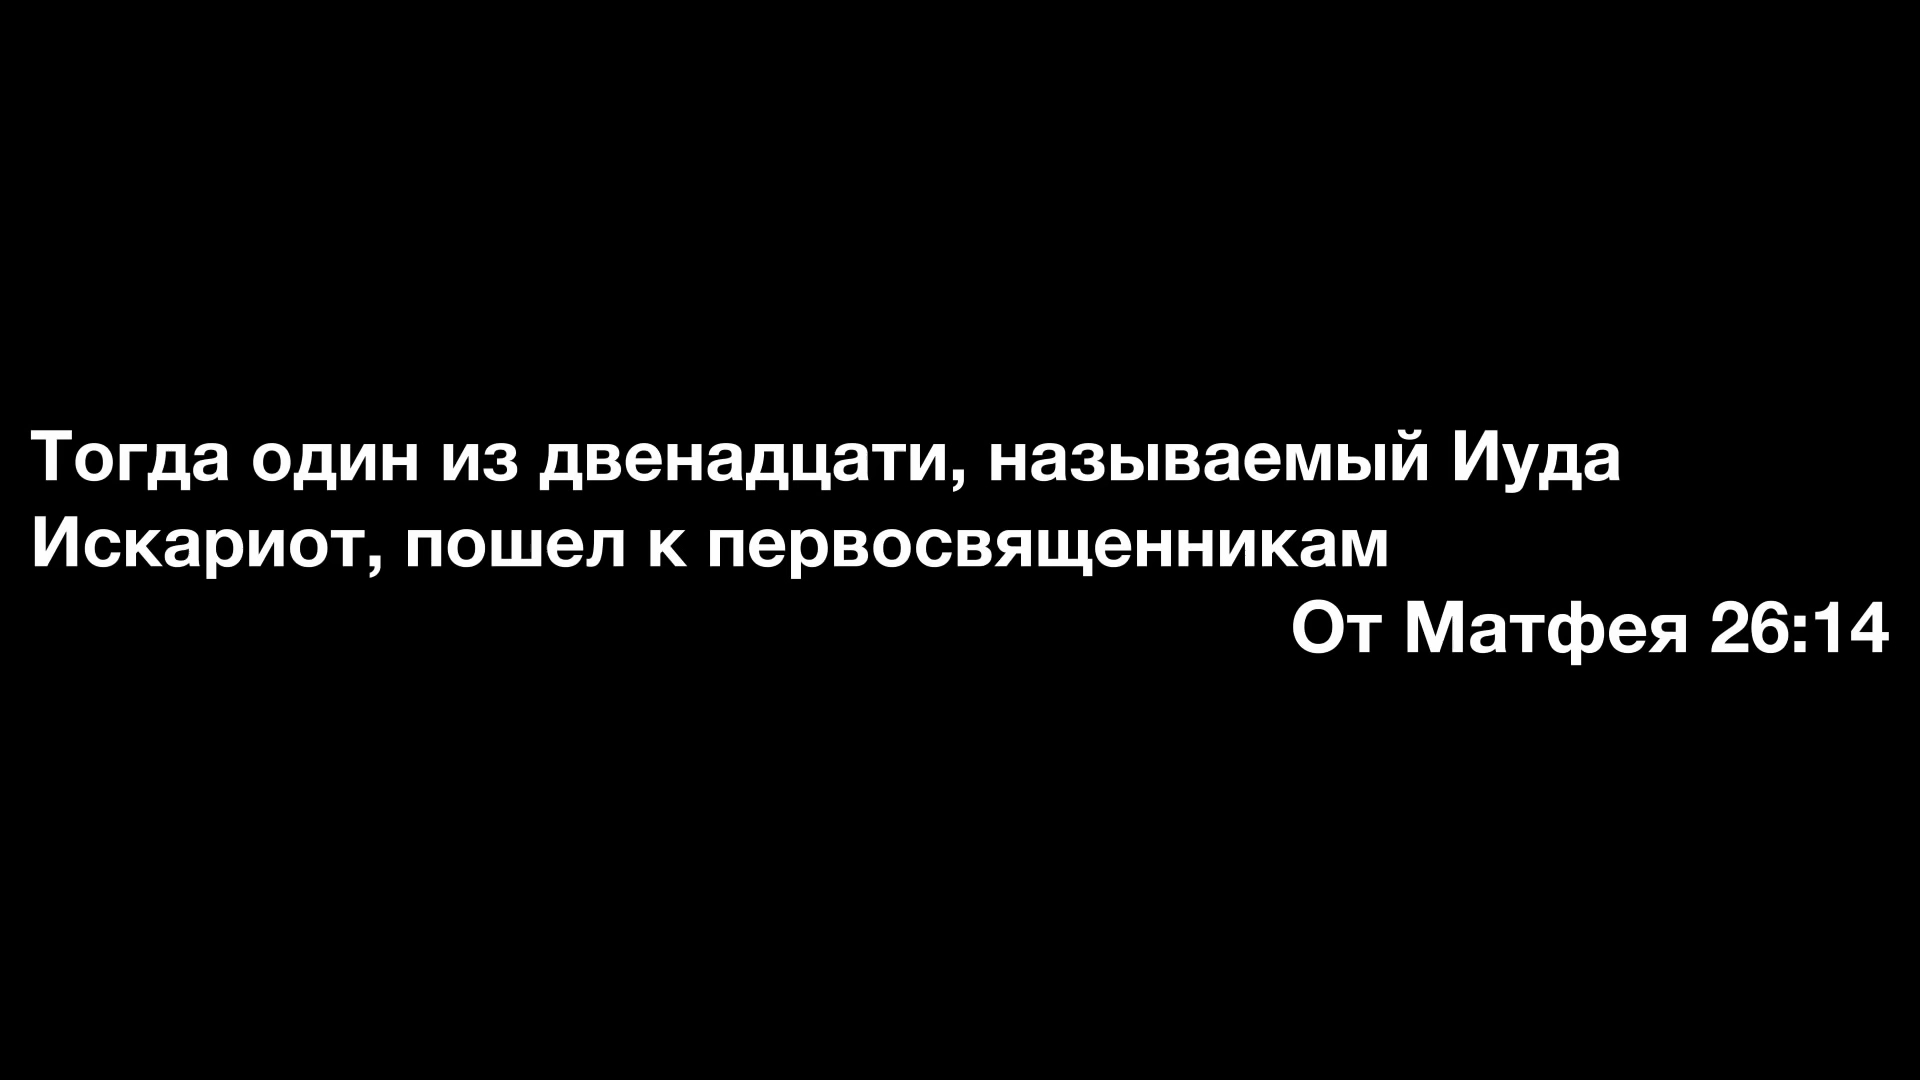 Тогда один из двенадцати, называемый Иуда
Искариот, пошел к первосвященникам
От Матфея 26:14